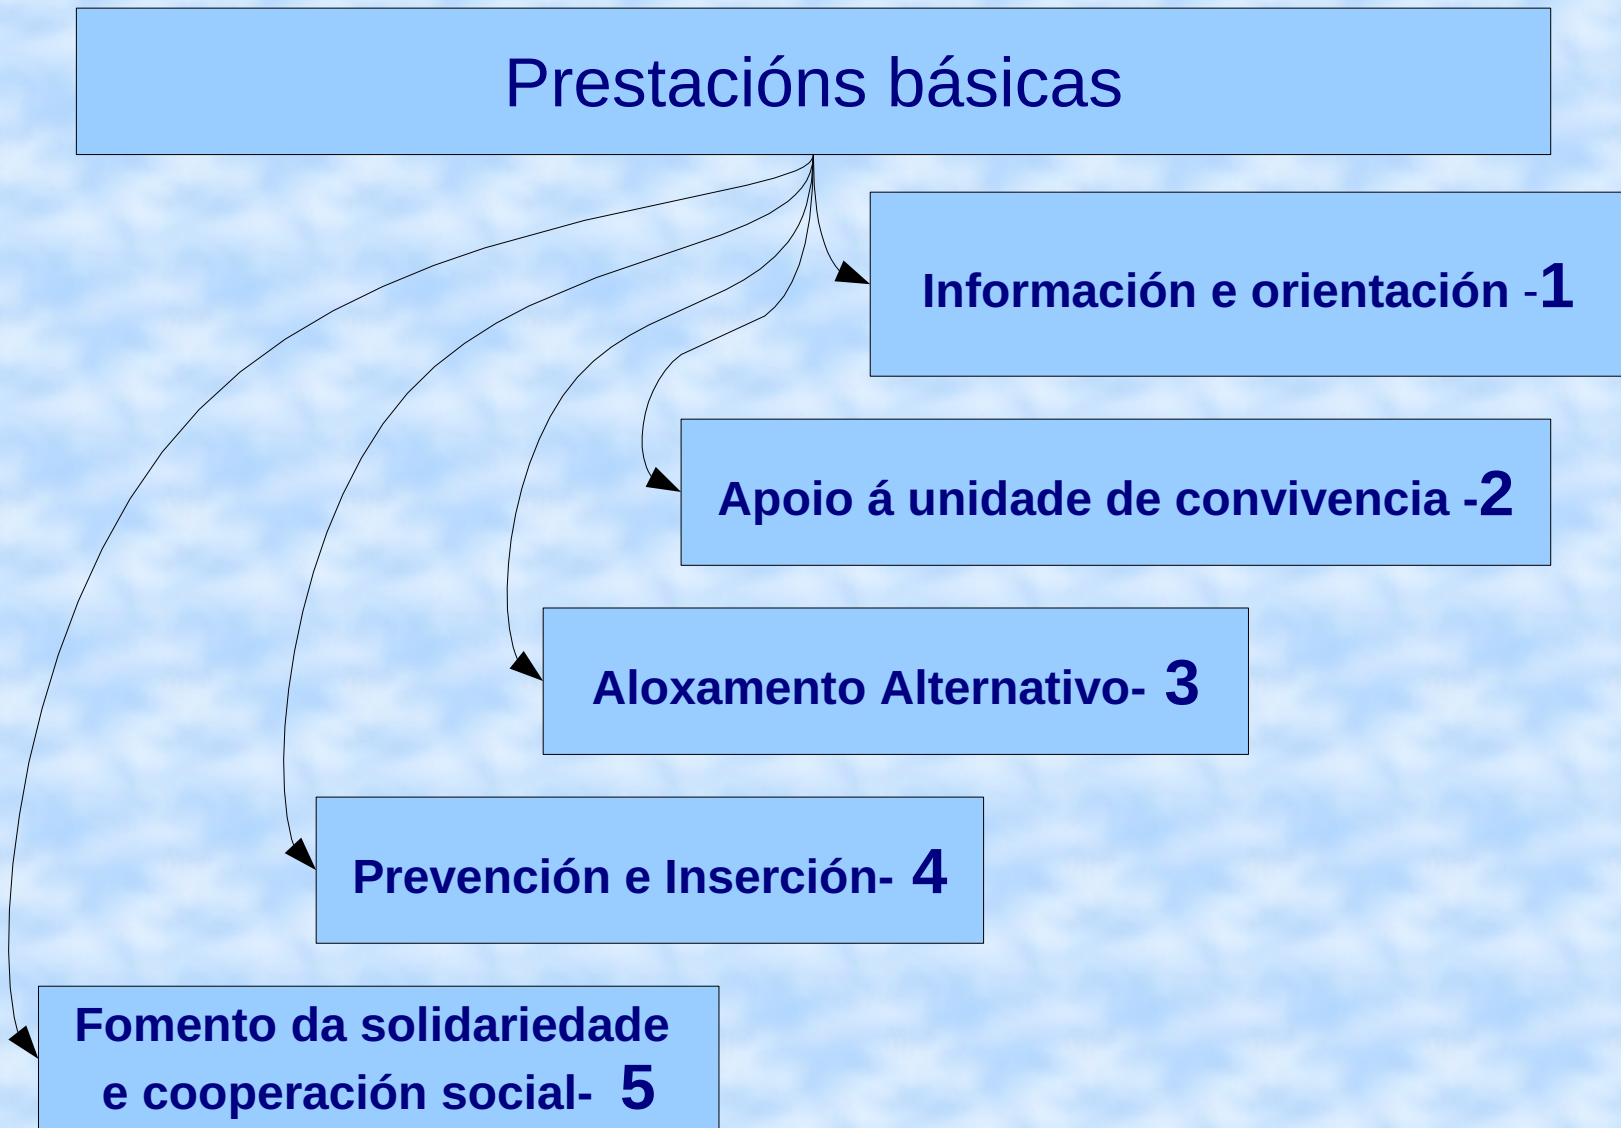 Prestacións básicas
Información e orientación -1
Apoio á unidade de convivencia -2
Aloxamento Alternativo- 3
Prevención e Inserción- 4
Fomento da solidariedade
e cooperación social- 5